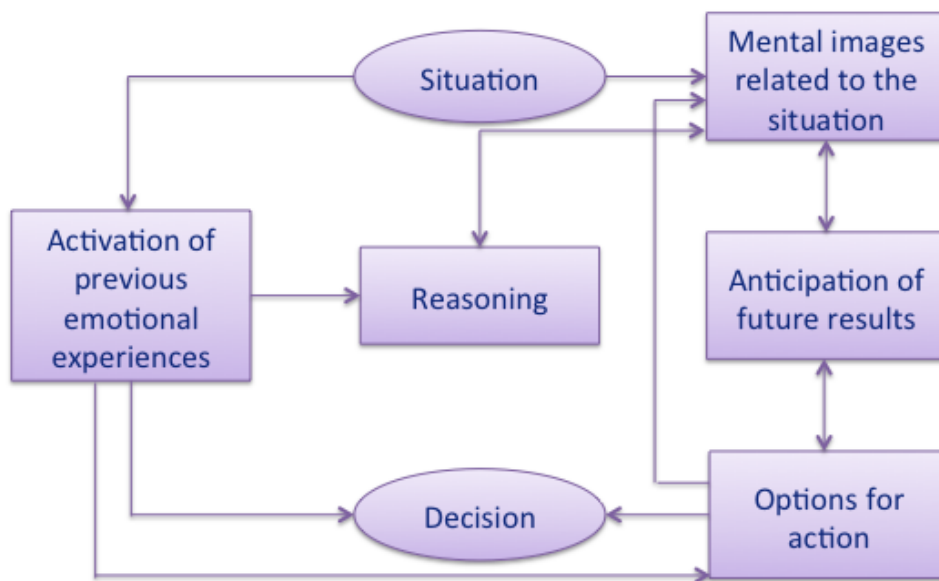 Situation
Mental images
related to the
situation
Activation of
previous
emotional
experiences
Reasoning
Anticipation of
future results
Decision
Options for
action